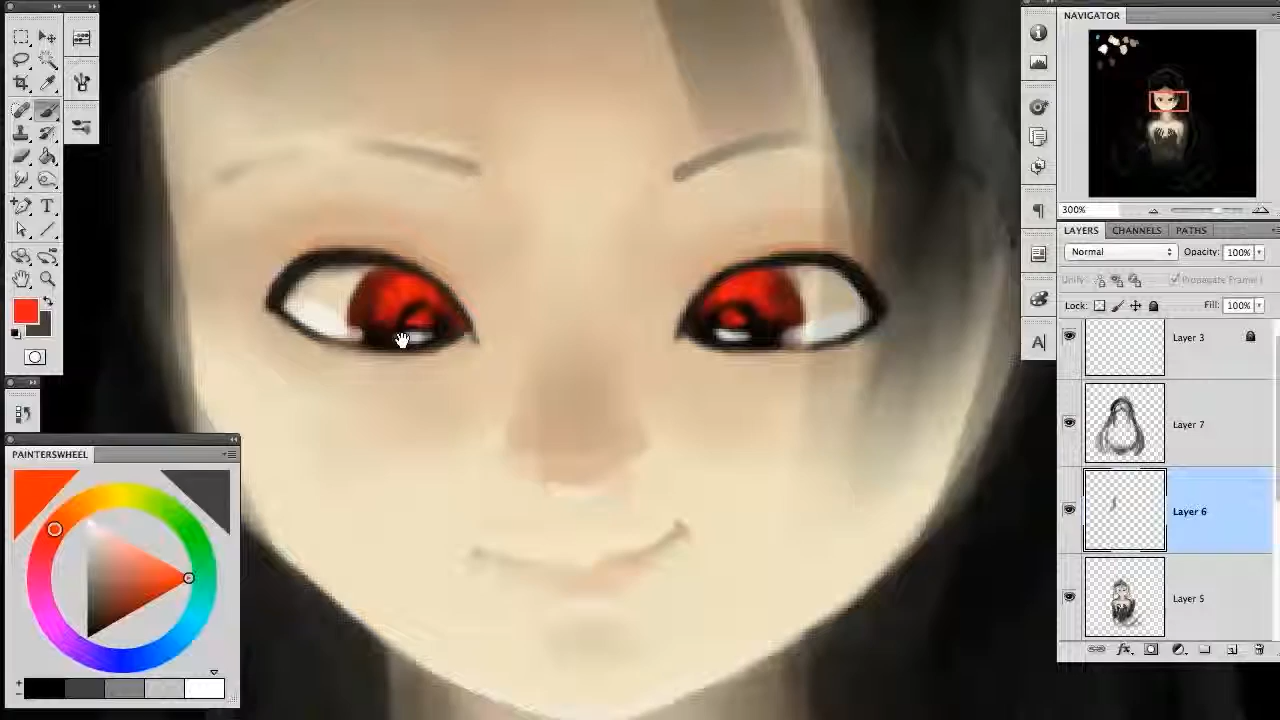 NAVIGATOR
300%
LAYERS CHANNELS PATHS
Normal Opacity: 100%
Unify: Propagate Frame 1
Lock: Fill: 100%
Layer 3
Layer 7
Layer 6
Layer 5
PAINTERSWHEEL